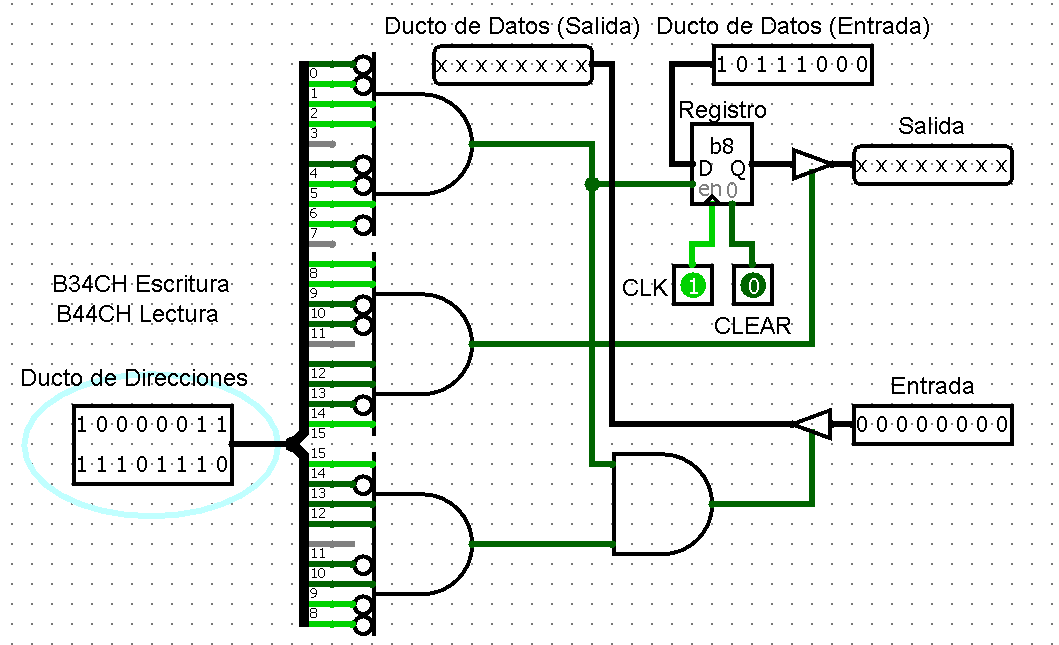 Ducto de Datos (Salida)
Ducto de Datos (Entrada)
x x x x x x x x
1 0 1 1 1 0 0 0
Registro
b8
D Q
en 0
Salida
x x x x x x x x
CLK
1
0
CLEAR
0
1
2
3
4
5
6
7
8
9
10
11
12
13
14
15
15
14
13
12
11
10
9
8
B34CH Escritura
B44CH Lectura
Ducto de Direcciones
1 0 0 0 0 0 1 1
1 1 1 0 1 1 1 0
Entrada
0 0 0 0 0 0 0 0